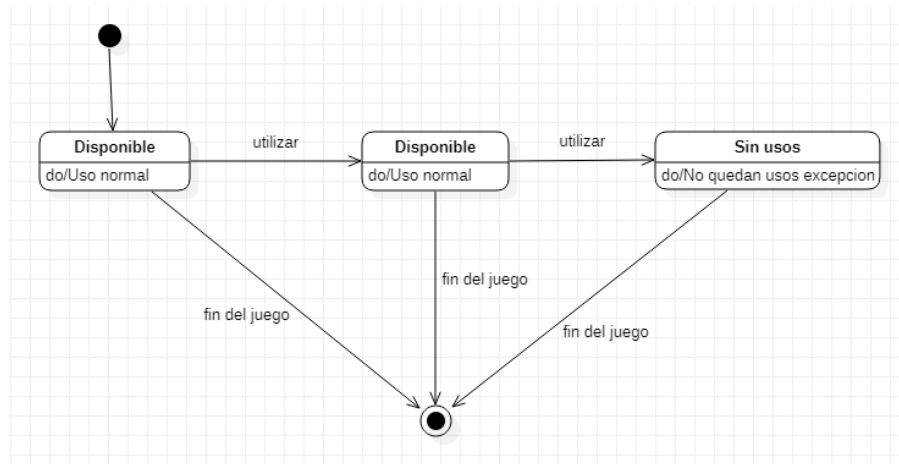 Disponible
do/Uso normal
utilizar
Disponible
do/Uso normal
utilizar
Sin usos
do/No quedan usos excepcion
fin del juego
fin del juego
fin del juego